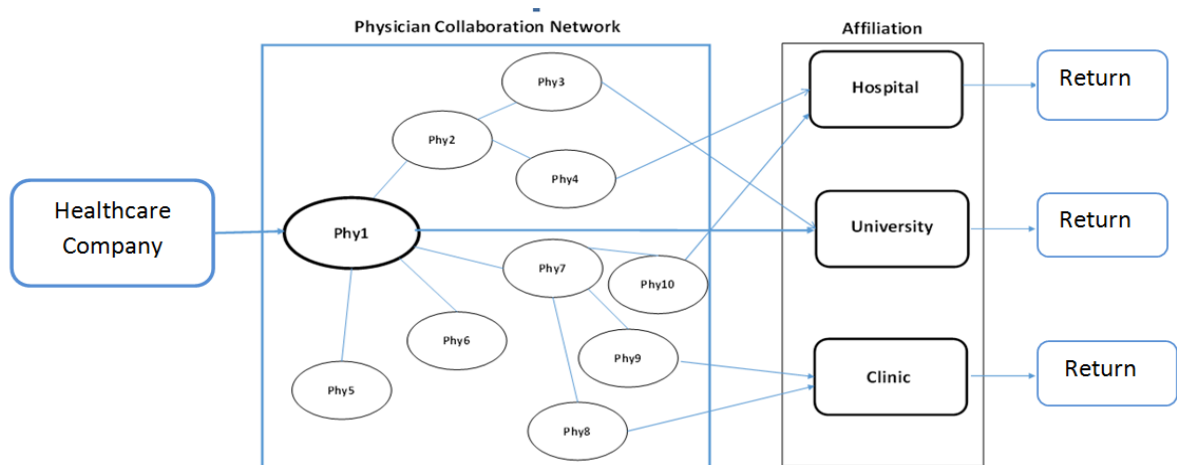 Physician Collaboration Network
Affiliation
Healthcare
Company
Phy1
Phy2
Phy3
Phy4
Phy5
Phy6
Phy7
Phy8
Phy9
Phy10
Hospital
University
Clinic
Return
Return
Return